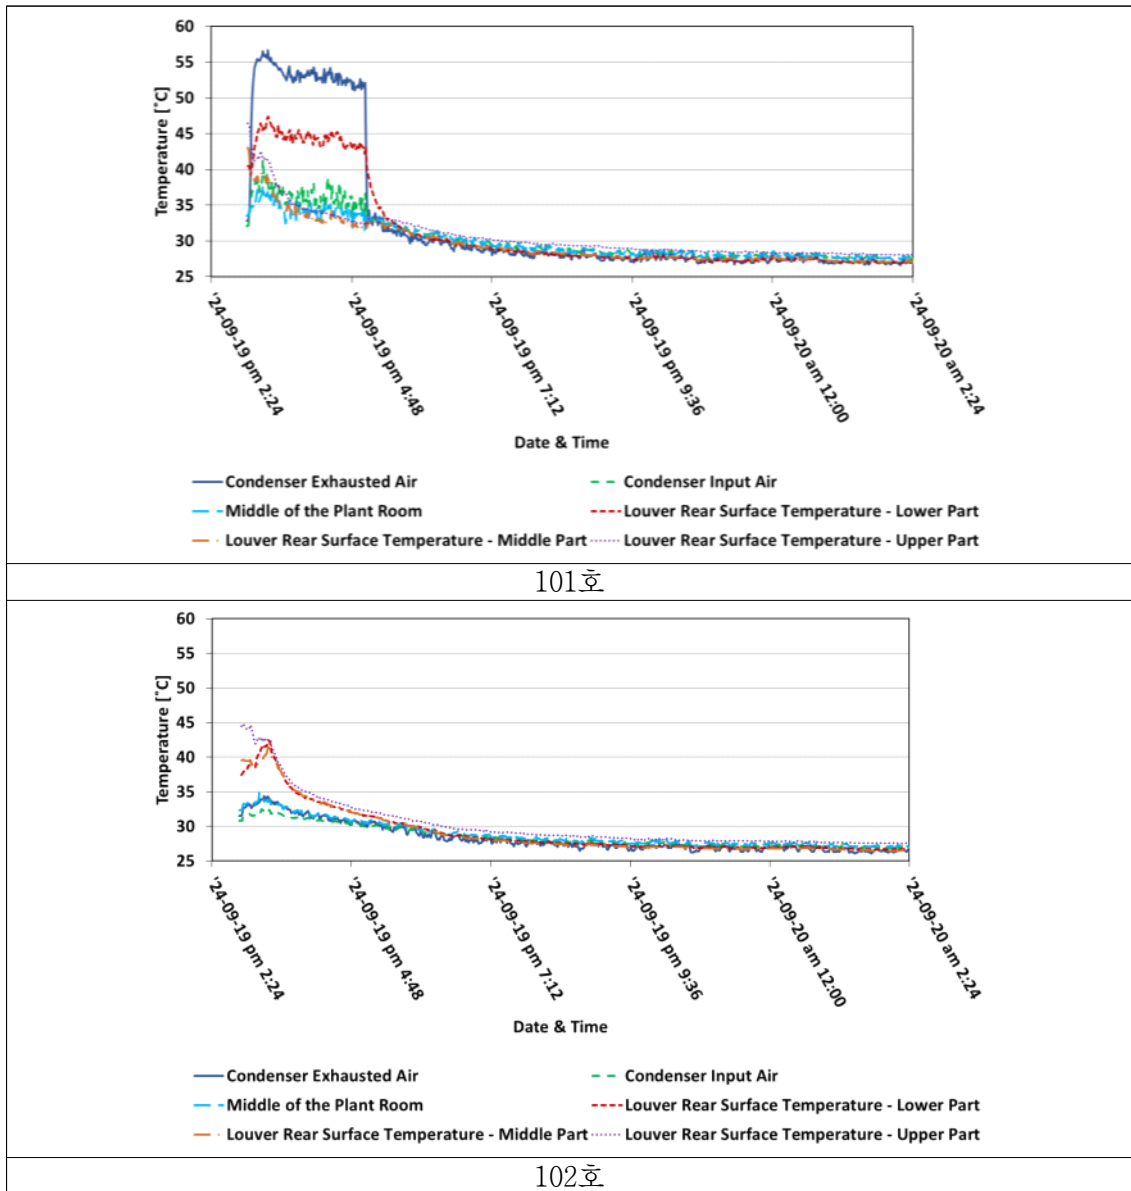 60
55
50
45
40
35
30
25
Temperature [˚C]
'24-09-19 pm 2:24
'24-09-19 pm 4:48
'24-09-19 pm 7:12
'24-09-19 pm 9:36
'24-09-20 am 12:00
'24-09-20 am 2:24
Date & Time
Condenser Exhausted Air
Condenser Input Air
Middle of the Plant Room
Louver Rear Surface Temperature - Lower Part
Louver Rear Surface Temperature - Middle Part
Louver Rear Surface Temperature - Upper Part
101호
60
55
50
45
40
35
30
25
Temperature [˚C]
'24-09-19 pm 2:24
'24-09-19 pm 4:48
'24-09-19 pm 7:12
'24-09-19 pm 9:36
'24-09-20 am 12:00
'24-09-20 am 2:24
Date & Time
Condenser Exhausted Air
Condenser Input Air
Middle of the Plant Room
Louver Rear Surface Temperature - Lower Part
Louver Rear Surface Temperature - Middle Part
Louver Rear Surface Temperature - Upper Part
102호